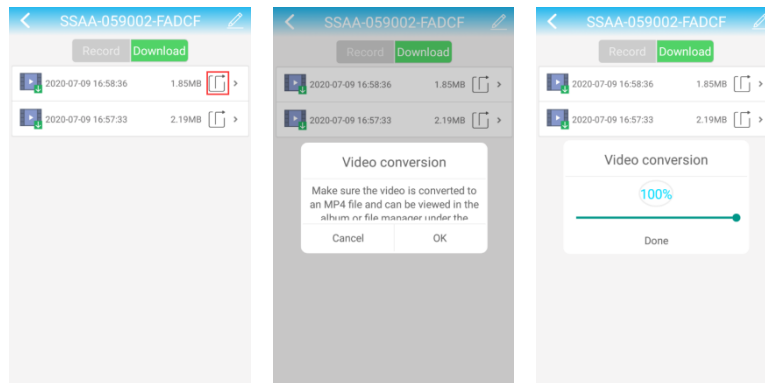 SSAA-059002-FADCF
Record Download
2020-07-09 16:58:36 1.85MB
2020-07-09 16:57:33 2.19MB
SSAA-059002-FADCF
Record Download
2020-07-09 16:58:36 1.85MB
2020-07-09 16:57:33 2.19MB
Video conversion
Make sure the video is converted to
an MP4 file and can be viewed in the
album or file manager under the
Cancel OK
SSAA-059002-FADCF
Record Download
2020-07-09 16:58:36 1.85MB
2020-07-09 16:57:33 2.19MB
Video conversion
100%
Done